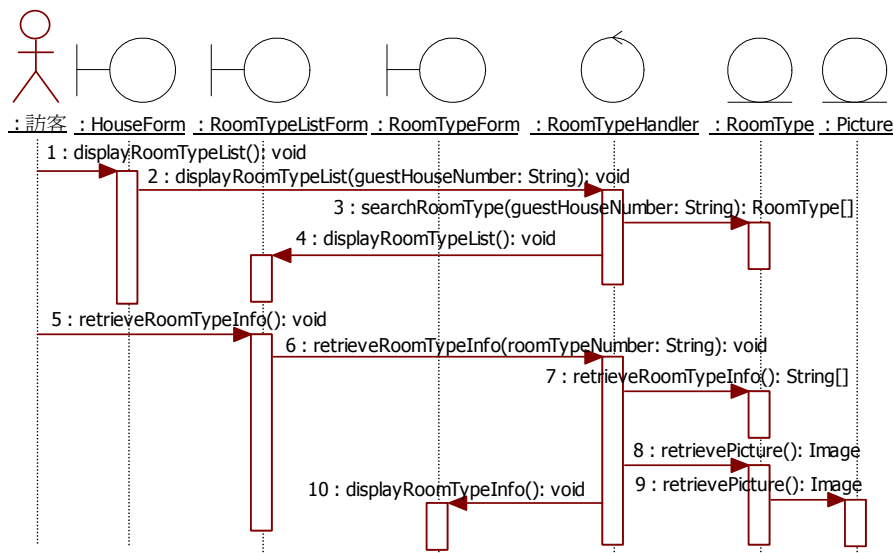 : 訪客 : HouseForm : RoomTypeListForm : RoomTypeForm : RoomTypeHandler : RoomType : Picture
1 : displayRoomTypeList(): void
2 : displayRoomTypeList(guestHouseNumber: String): void
3 : searchRoomType(guestHouseNumber: String): RoomType[]
4 : displayRoomTypeList(): void
5 : retrieveRoomTypeInfo(): void
6 : retrieveRoomTypeInfo(roomTypeNumber: String): void
7 : retrieveRoomTypeInfo(): String[]
8 : retrievePicture(): Image
9 : retrievePicture(): Image
10 : displayRoomTypeInfo(): void